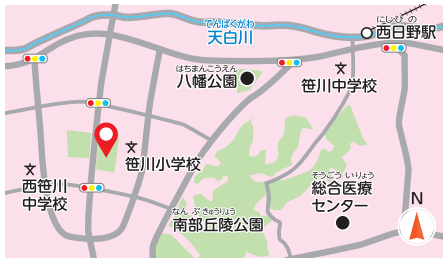 てんぱくがわ
天白川
にしひの
西日野駅
はちまんこうえん
八幡公園
文
笹川中学校
文
笹川小学校
文
西笹川
中学校
そうごういりょう
総合医療
センター
なんぶきゅうりょう
南部丘陵公園
N